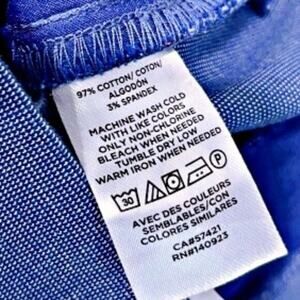 97% COTTON/ COTON/
ALGODÓN
3% SPANDEX
MACHINE WASH COLD
WITH LIKE COLORS
ONLY NON-CHLORINE
BLEACH WHEN NEEDED
TUMBLE DRY LOW
WARM IRON WHEN NEEDED
30
AVEC DES COULEURS
SEMBLABLES/CON
COLORES SIMILARES
CA#57421
RN#140923